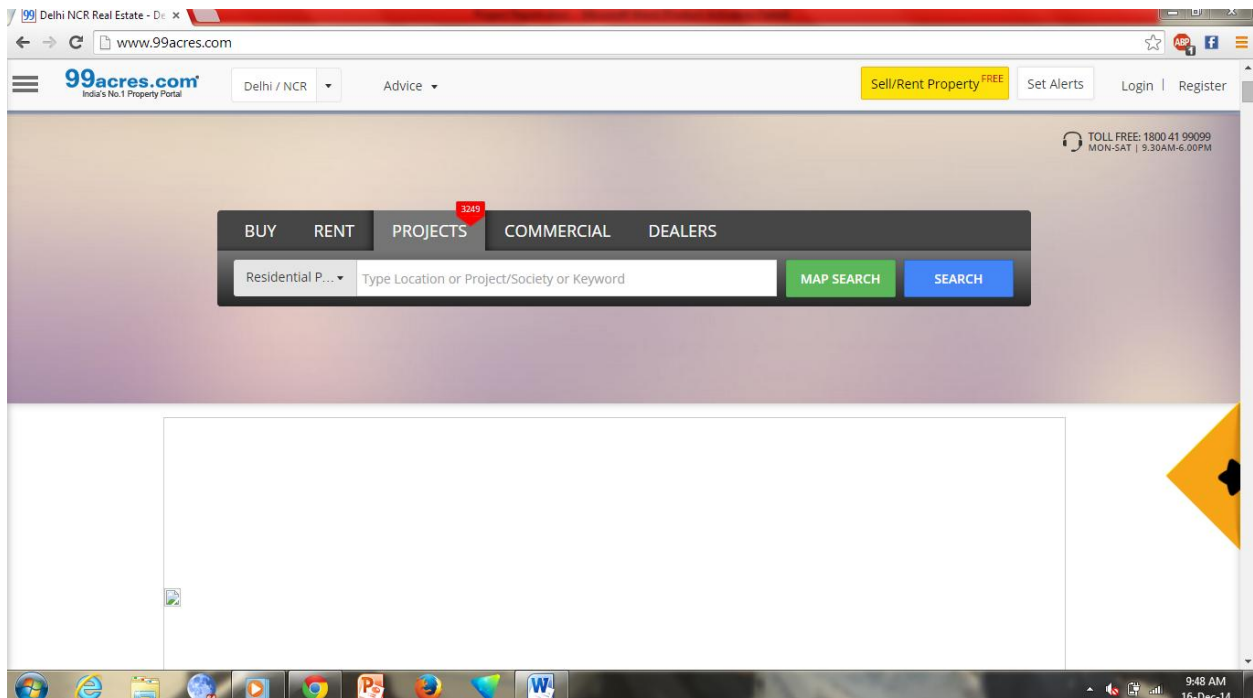 99 Delhi NCR Real Estate - De ×
www.99acres.com
ABP 1 f
99acres.com
India's No.1 Property Portal
Delhi / NCR
Advice
Sell/Rent Property FREE
Set Alerts
Login | Register
TOLL FREE: 1800 41 99099
MON-SAT | 9.30AM-6.00PM
3249
BUY RENT PROJECTS COMMERCIAL DEALERS
Residential P... Type Location or Project/Society or Keyword MAP SEARCH SEARCH
9:48 AM
16-Dec-14